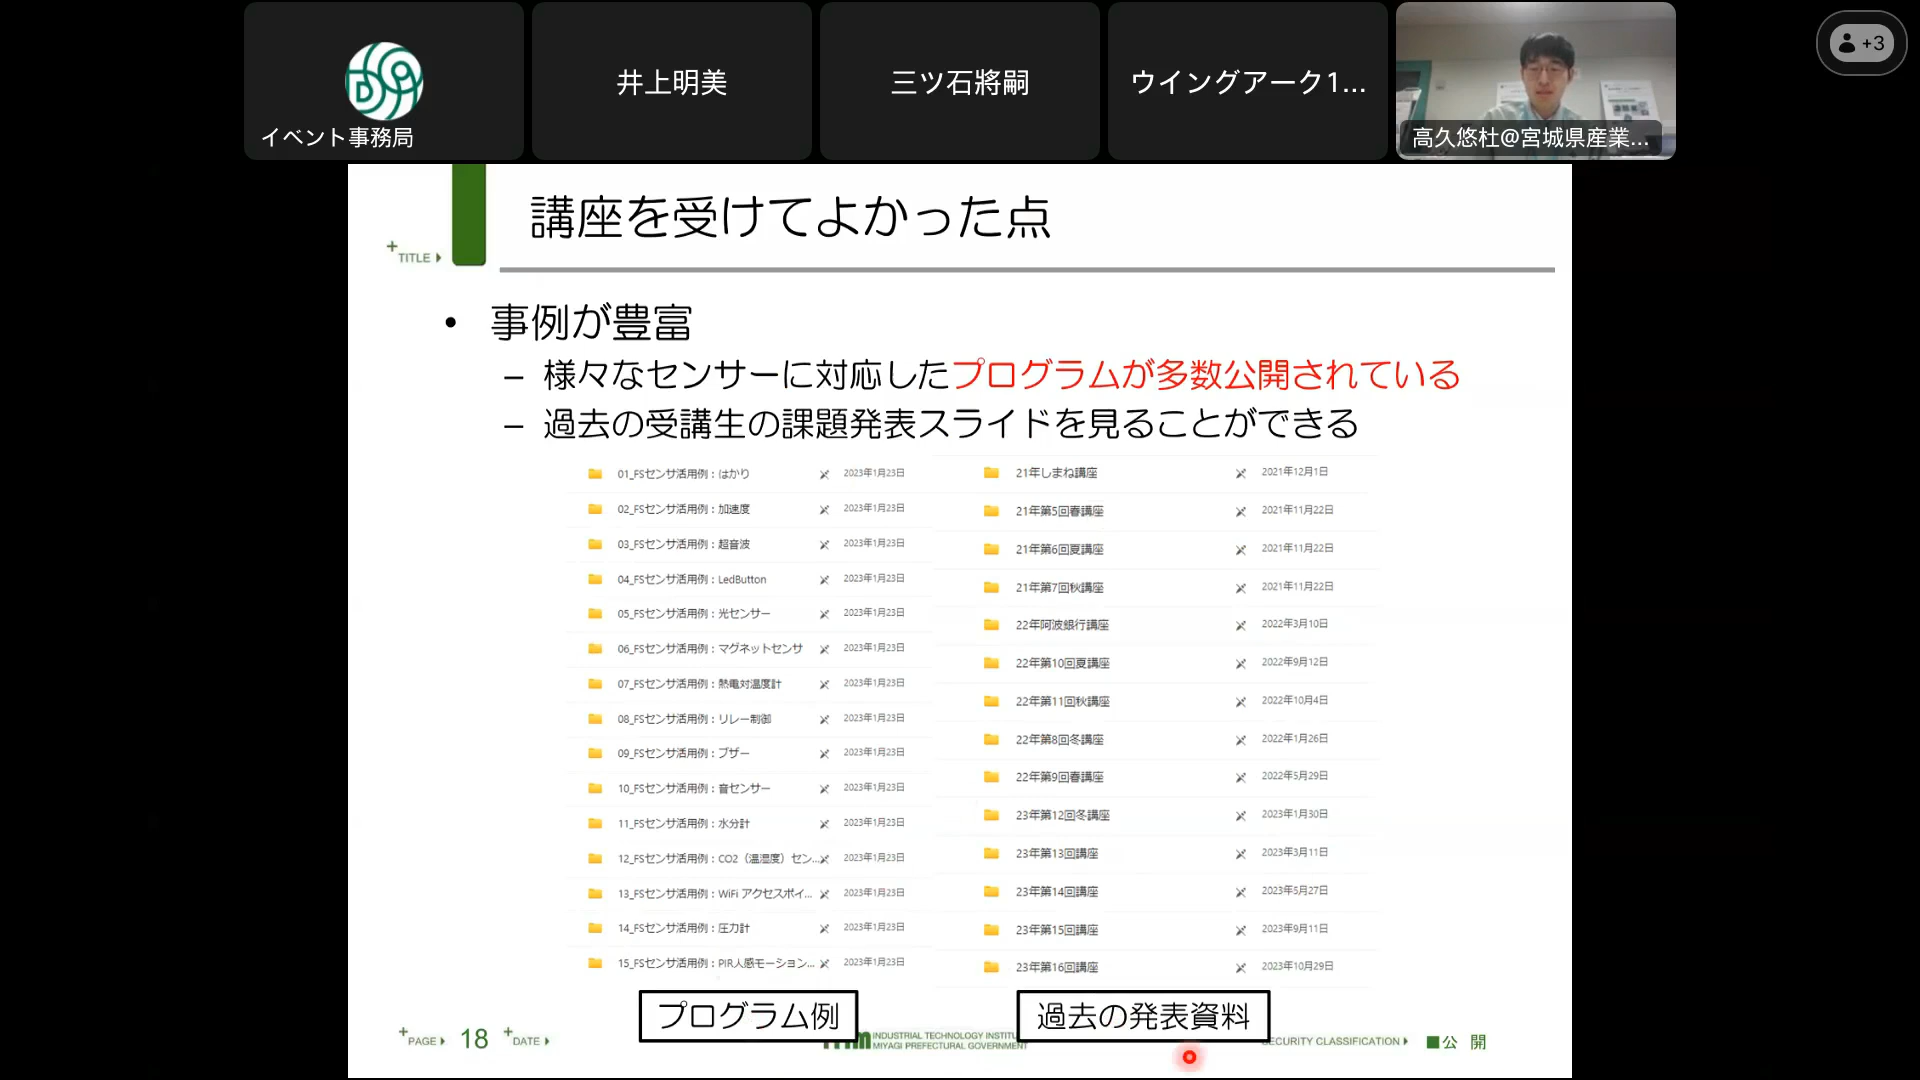 イベント事務局
井上明美
三ツ石將嗣
ウイングアーク1...
高久悠杜@宮城県産業...
+3
講座を受けてよかった点
TITLE
• 事例が豊富
– 様々なセンサーに対応したプログラムが多数公開されている
– 過去の受講生の課題発表スライドを見ることができる
01_FSセンサ活用例：はかり 2023年1月23日
02_FSセンサ活用例：加速度 2023年1月23日
03_FSセンサ活用例：超音波 2023年1月23日
04_FSセンサ活用例：LedButton 2023年1月23日
05_FSセンサ活用例：光センサー 2023年1月23日
06_FSセンサ活用例：マグネットセンサ 2023年1月23日
07_FSセンサ活用例：熱電対温度計 2023年1月23日
08_FSセンサ活用例：リレー制御 2023年1月23日
09_FSセンサ活用例：ブザー 2023年1月23日
10_FSセンサ活用例：音センサー 2023年1月23日
11_FSセンサ活用例：水分計 2023年1月23日
12_FSセンサ活用例：CO2（温湿度）セン... 2023年1月23日
13_FSセンサ活用例：WiFi アクセスポイ... 2023年1月23日
14_FSセンサ活用例：圧力計 2023年1月23日
15_FSセンサ活用例：PIR人感モーション... 2023年1月23日
21年しまね講座 2021年12月1日
21年第5回春講座 2021年11月22日
21年第6回夏講座 2021年11月22日
21年第7回秋講座 2021年11月22日
22年阿波銀行講座 2022年3月10日
22年第10回夏講座 2022年9月12日
22年第11回秋講座 2022年10月4日
22年第8回冬講座 2022年1月26日
22年第9回春講座 2022年5月29日
23年第12回冬講座 2023年1月30日
23年第13回講座 2023年3月11日
23年第14回講座 2023年5月27日
23年第15回講座 2023年9月11日
23年第16回講座 2023年10月29日
プログラム例
過去の発表資料
PAGE 18 DATE
INDUSTRIAL TECHNOLOGY INSTITU
MIYAGI PREFECTURAL GOVERNMENT
SECURITY CLASSIFICATION ■公 開